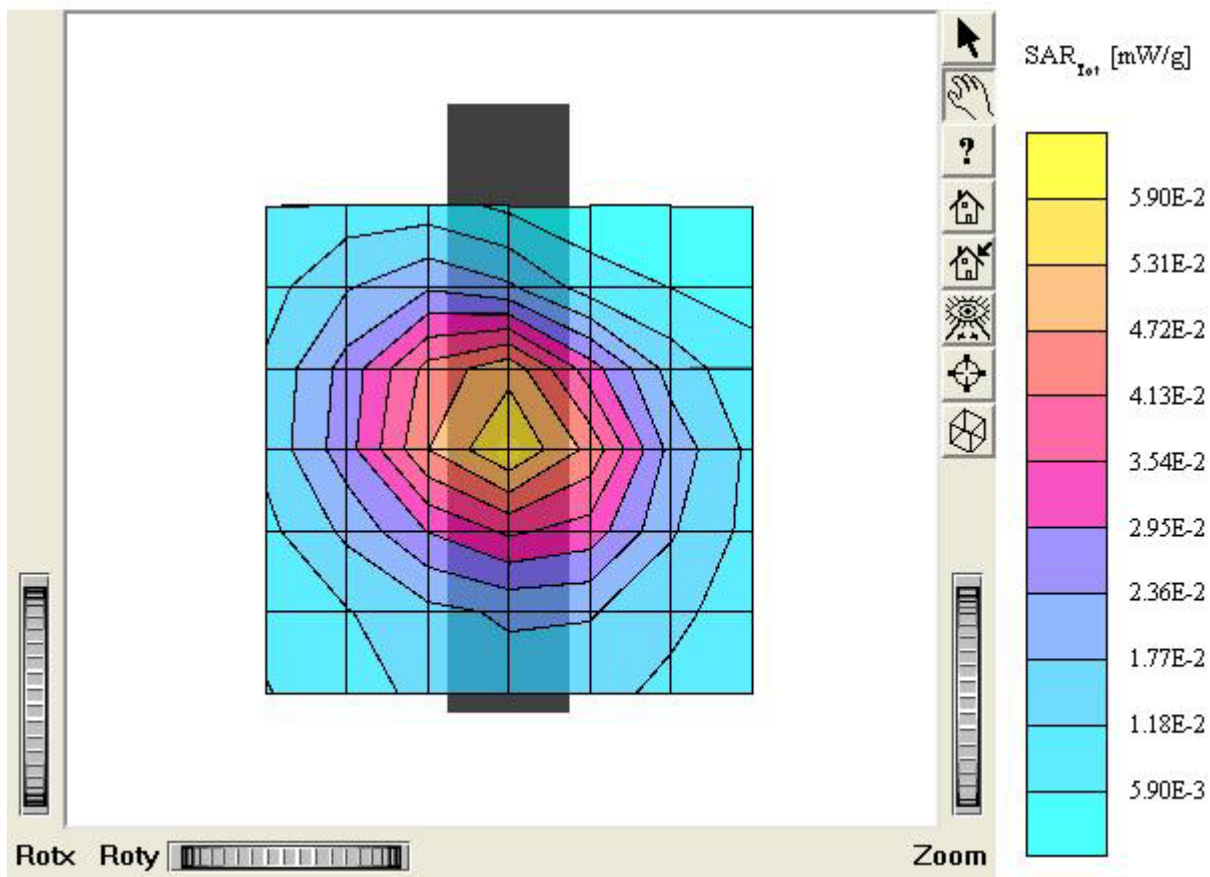 SAR_Tot [mW/g]
?
5.90E-2
5.31E-2
4.72E-2
4.13E-2
3.54E-2
2.95E-2
2.36E-2
1.77E-2
1.18E-2
5.90E-3
Rotx Roty Zoom